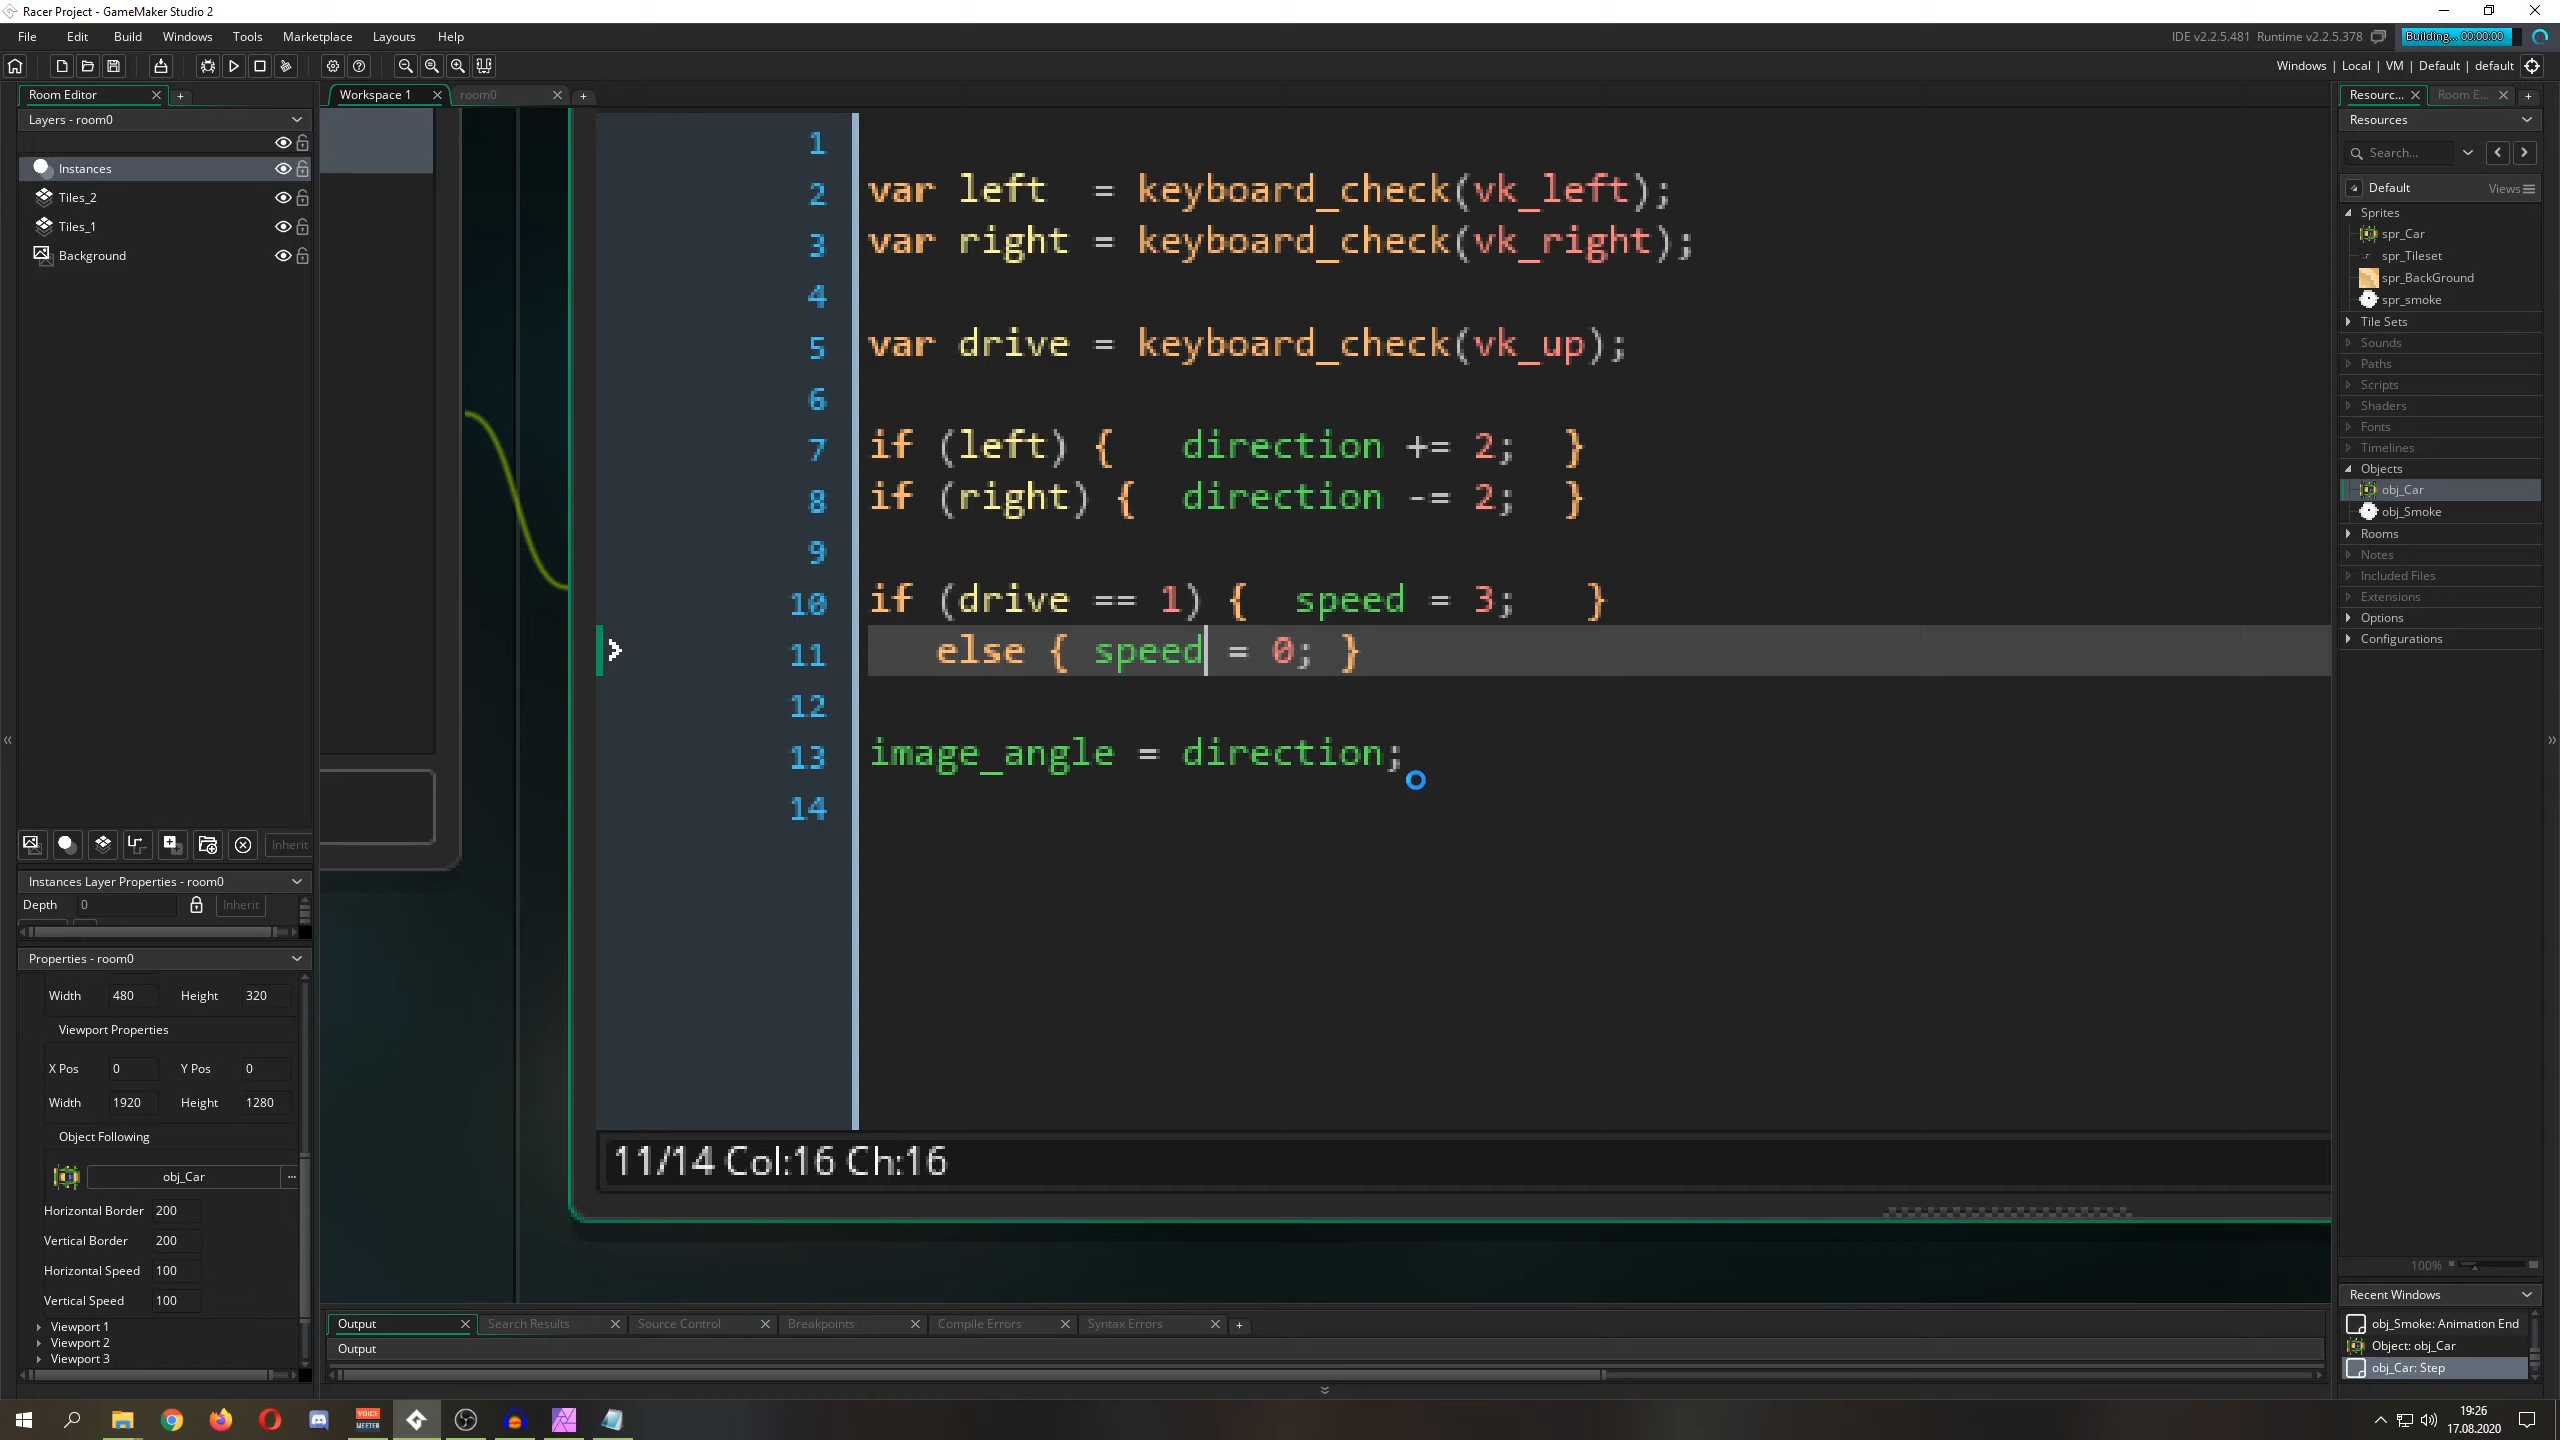 Racer Project - GameMaker Studio 2
File Edit Build Windows Tools Marketplace Layouts Help
IDE v2.2.5.481 Runtime v2.2.5.378
Building... 00:00:00
Windows | Local | VM | Default | default
Room Editor
Layers - room0
Instances
Tiles_2
Tiles_1
Background
Inherit
Instances Layer Properties - room0
Depth 0 Inherit
Properties - room0
Width 480 Height 320
Viewport Properties
X Pos 0 Y Pos 0
Width 1920 Height 1280
Object Following
obj_Car ...
Horizontal Border 200
Vertical Border 200
Horizontal Speed 100
Vertical Speed 100
Viewport 1
Viewport 2
Viewport 3
Workspace 1 room0
1
2 var left  = keyboard_check(vk_left);
3 var right = keyboard_check(vk_right);
4
5 var drive = keyboard_check(vk_up);
6
7 if (left) {   direction += 2;  }
8 if (right) {  direction -= 2;  }
9
10 if (drive == 1) {  speed = 3;   }
11    else { speed = 0; }
12
13 image_angle = direction;
14
11/14 Col:16 Ch:16
Output Search Results Source Control Breakpoints Compile Errors Syntax Errors
Output
Resourc... Room E...
Resources
Search...
Default Views
Sprites
spr_Car
spr_Tileset
spr_BackGround
spr_smoke
Tile Sets
Sounds
Paths
Scripts
Shaders
Fonts
Timelines
Objects
obj_Car
obj_Smoke
Rooms
Notes
Included Files
Extensions
Options
Configurations
100%
Recent Windows
obj_Smoke: Animation End
Object: obj_Car
obj_Car: Step
VOICE
MEETER
19:26
17.08.2020